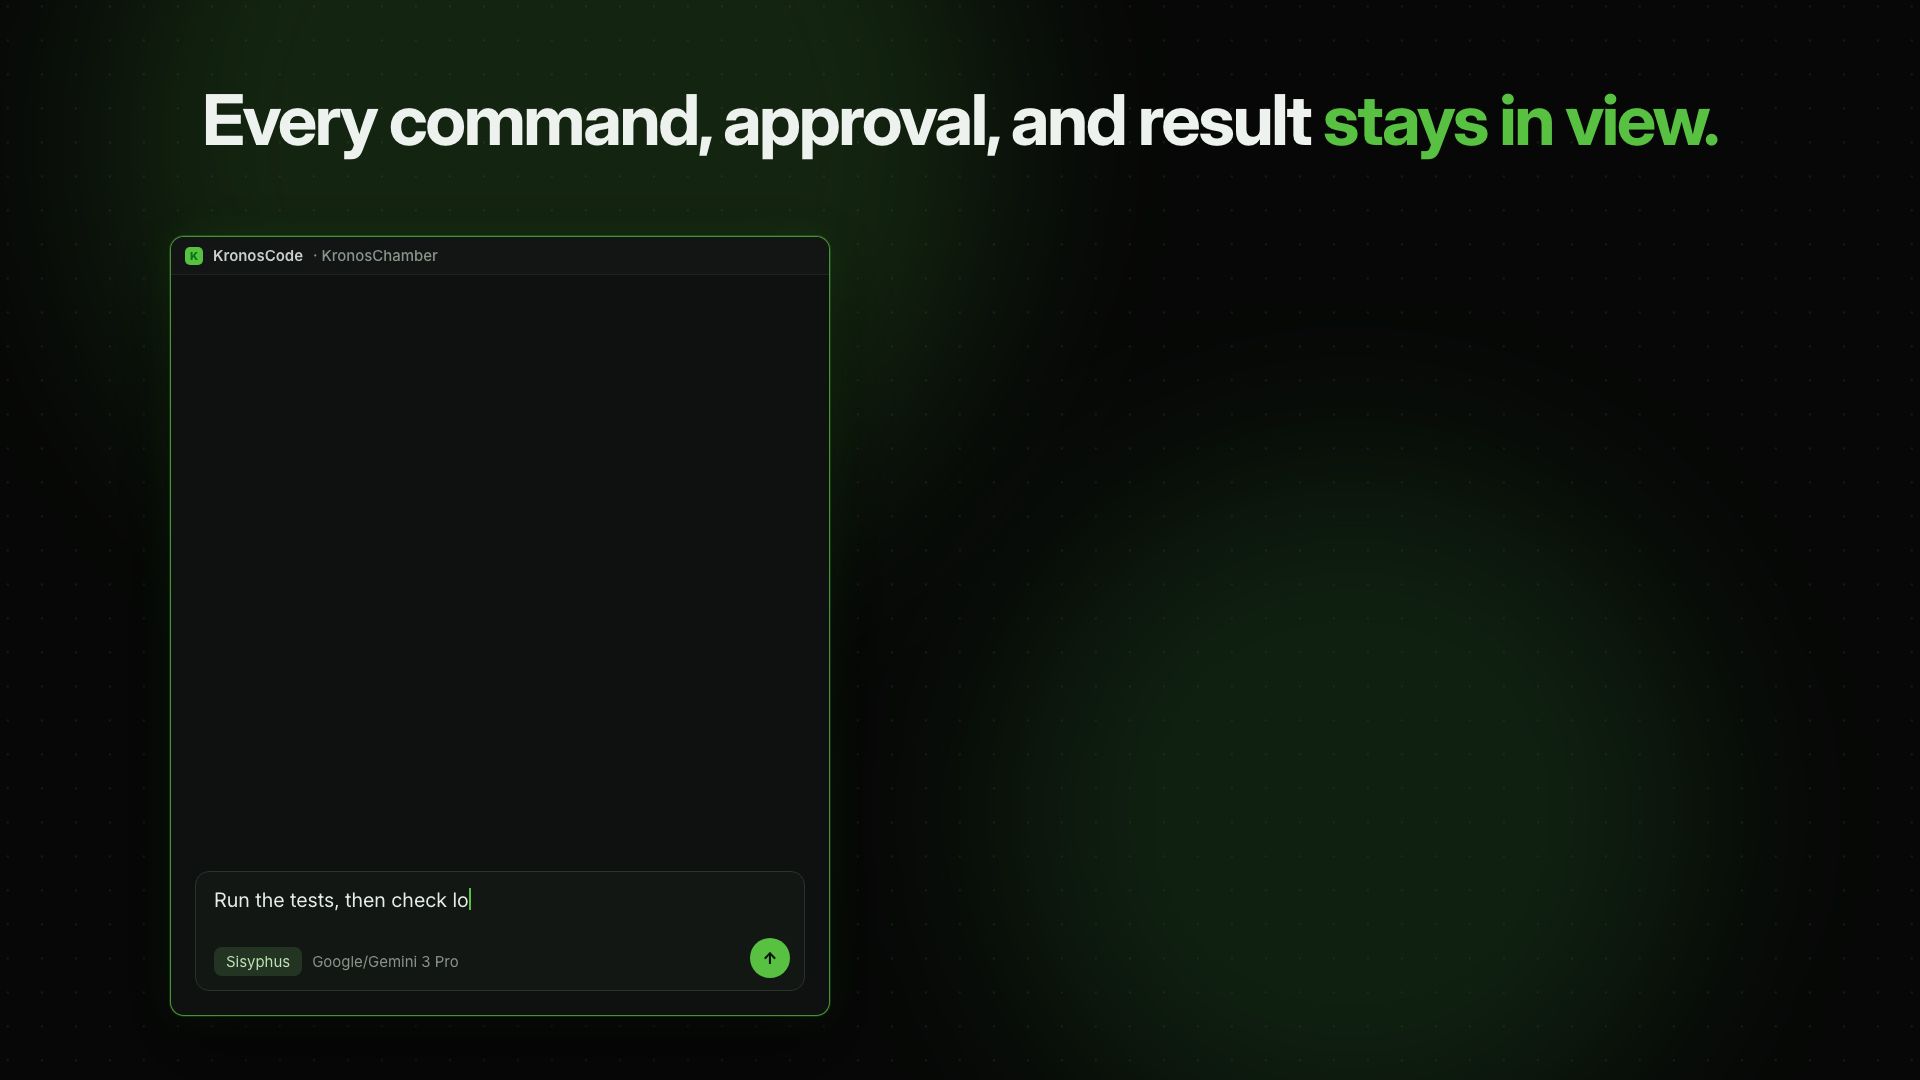 Every command, approval, and result stays in view.
K KronosCode · KronosChamber
Run the tests, then check lo
Sisyphus Google/Gemini 3 Pro